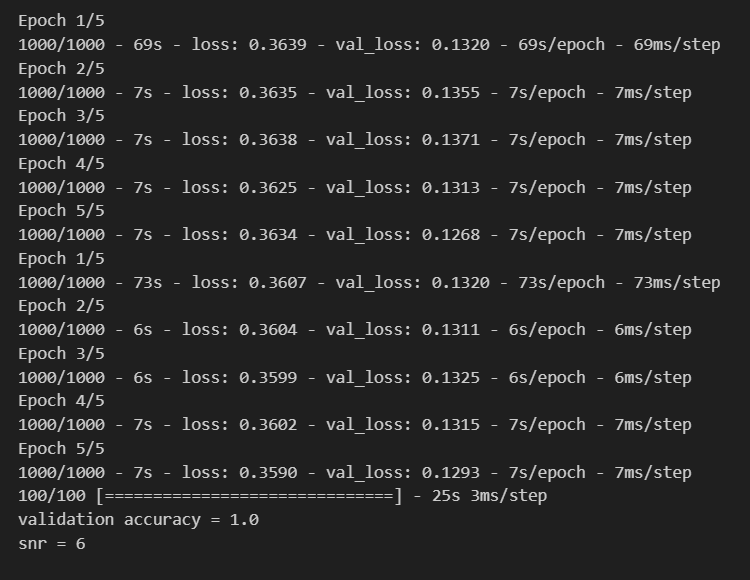 Epoch 1/5
1000/1000 - 69s - loss: 0.3639 - val_loss: 0.1320 - 69s/epoch - 69ms/step
Epoch 2/5
1000/1000 - 7s - loss: 0.3635 - val_loss: 0.1355 - 7s/epoch - 7ms/step
Epoch 3/5
1000/1000 - 7s - loss: 0.3638 - val_loss: 0.1371 - 7s/epoch - 7ms/step
Epoch 4/5
1000/1000 - 7s - loss: 0.3625 - val_loss: 0.1313 - 7s/epoch - 7ms/step
Epoch 5/5
1000/1000 - 7s - loss: 0.3634 - val_loss: 0.1268 - 7s/epoch - 7ms/step
Epoch 1/5
1000/1000 - 73s - loss: 0.3607 - val_loss: 0.1320 - 73s/epoch - 73ms/step
Epoch 2/5
1000/1000 - 6s - loss: 0.3604 - val_loss: 0.1311 - 6s/epoch - 6ms/step
Epoch 3/5
1000/1000 - 6s - loss: 0.3599 - val_loss: 0.1325 - 6s/epoch - 6ms/step
Epoch 4/5
1000/1000 - 7s - loss: 0.3602 - val_loss: 0.1315 - 7s/epoch - 7ms/step
Epoch 5/5
1000/1000 - 7s - loss: 0.3590 - val_loss: 0.1293 - 7s/epoch - 7ms/step
100/100 [==============================] - 25s 3ms/step
validation accuracy = 1.0
snr = 6